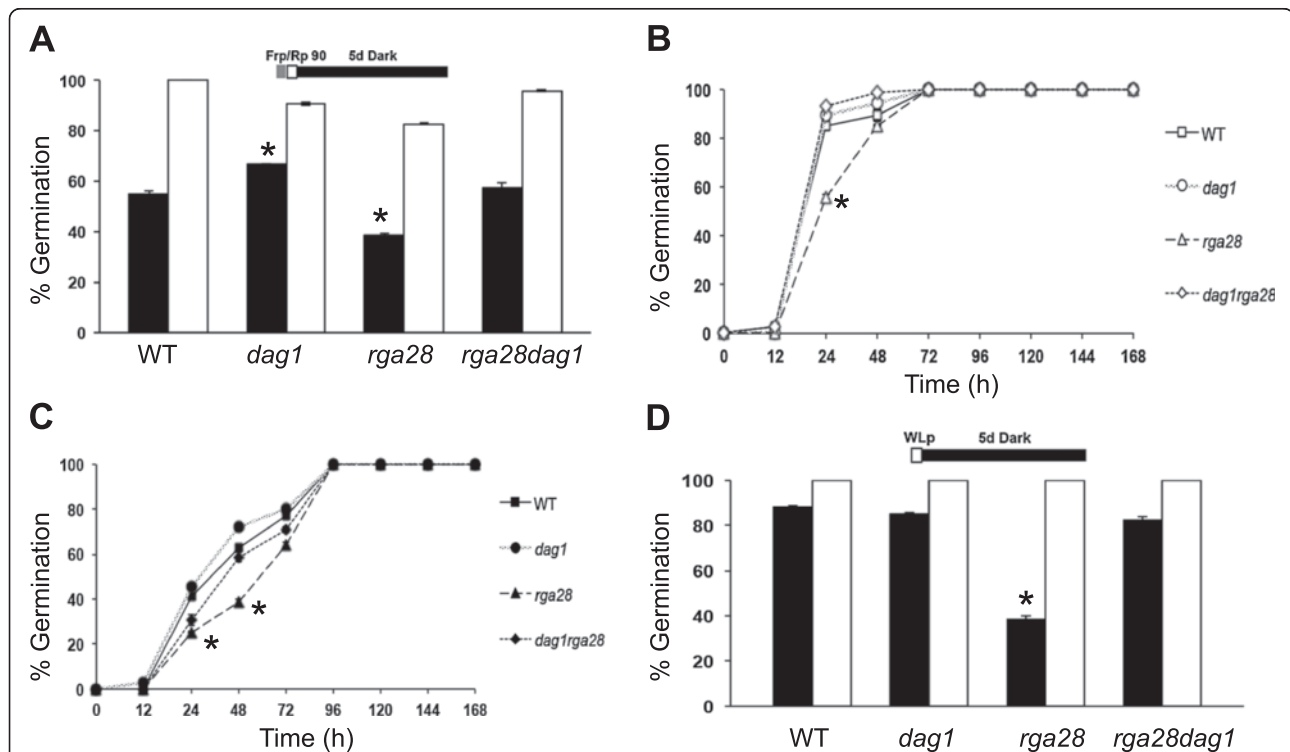 A
Frp/Rp 90 5d Dark
100
80
60
40
20
0
% Germination
WT dag1 rga28 rga28dag1
B
100
80
60
40
20
0
% Germination
0 12 24 48 72 96 120 144 168
Time (h)
WT
dag1
rga28
dag1rga28
*
C
100
80
60
40
20
0
% Germination
0 12 24 48 72 96 120 144 168
Time (h)
WT
dag1
rga28
dag1rga28
* *
D
WLp 5d Dark
100
80
60
40
20
0
% Germination
*
WT dag1 rga28 rga28dag1